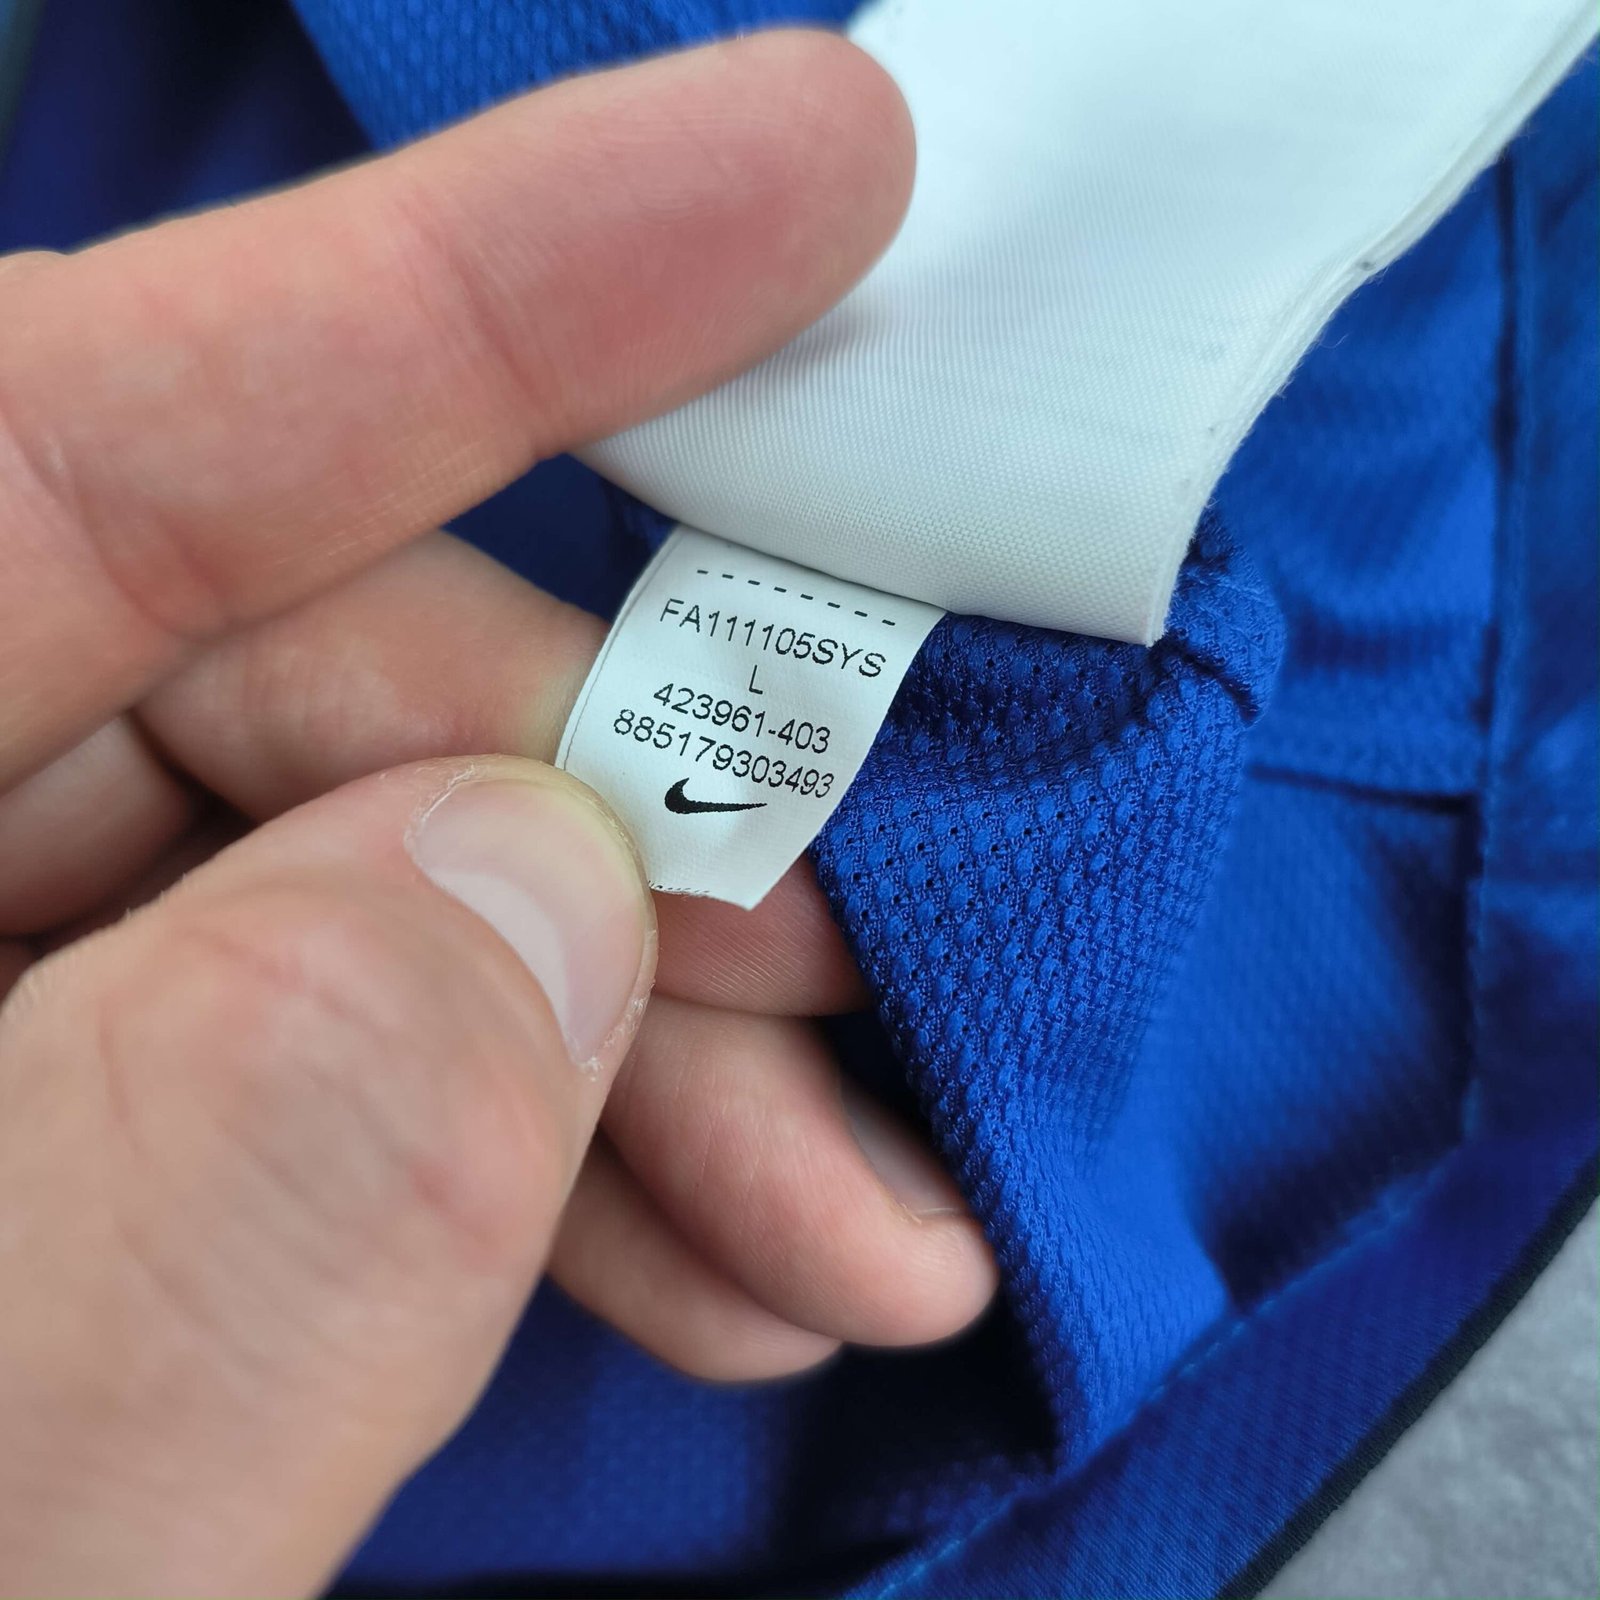 - - - - - - - -
FA111105SYS
L
423961-403
885179303493